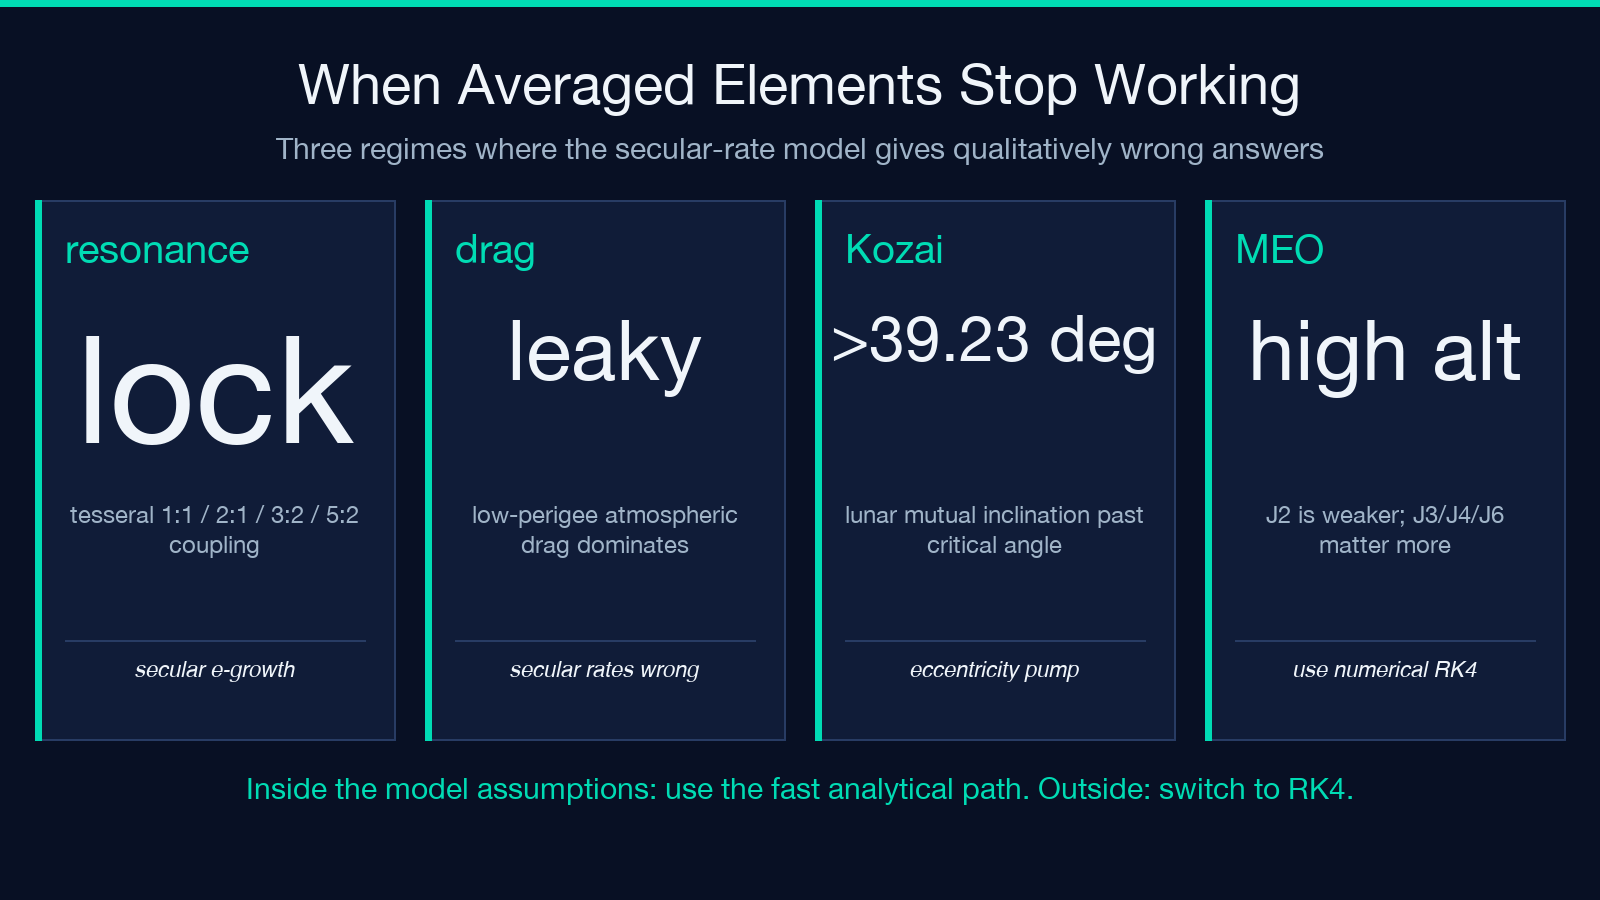 When Averaged Elements Stop Working
Three regimes where the secular-rate model gives qualitatively wrong answers
resonance
lock
tesseral 1:1 / 2:1 / 3:2 / 5:2
coupling
secular e-growth
drag
leaky
low-perigee atmospheric
drag dominates
secular rates wrong
Kozai
>39.23 deg
lunar mutual inclination past
critical angle
eccentricity pump
MEO
high alt
J2 is weaker; J3/J4/J6
matter more
use numerical RK4
Inside the model assumptions: use the fast analytical path. Outside: switch to RK4.